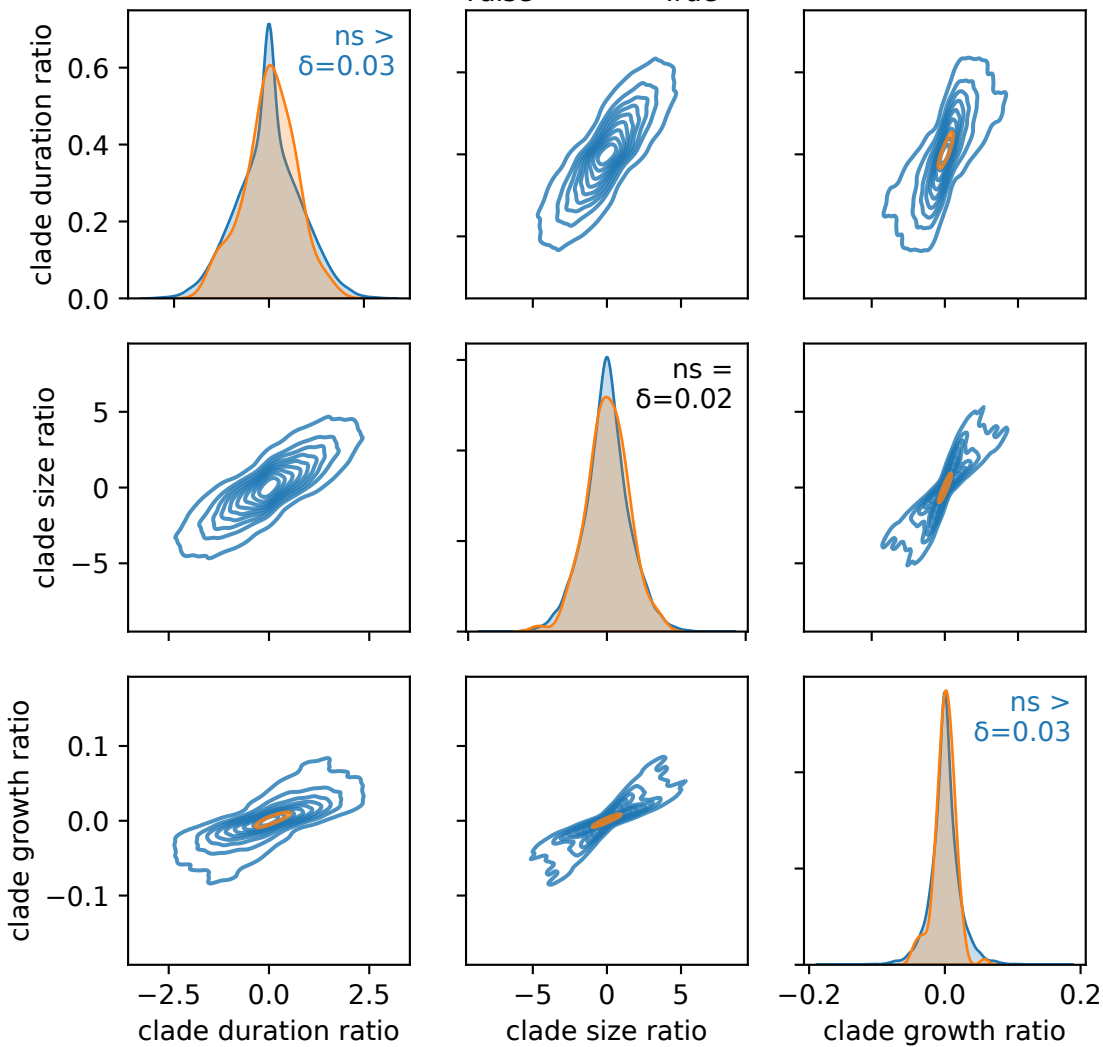 clade duration ratio
0.6
0.4
0.2
0.0
ns >
δ=0.03
clade size ratio
5
0
−5
ns =
δ=0.02
−5
0
5
clade growth ratio
0.1
0.0
−0.1
ns >
δ=0.03
−2.5
0.0
2.5
−5
0
5
−0.2
0.0
0.2
clade duration ratio
clade size ratio
clade growth ratio